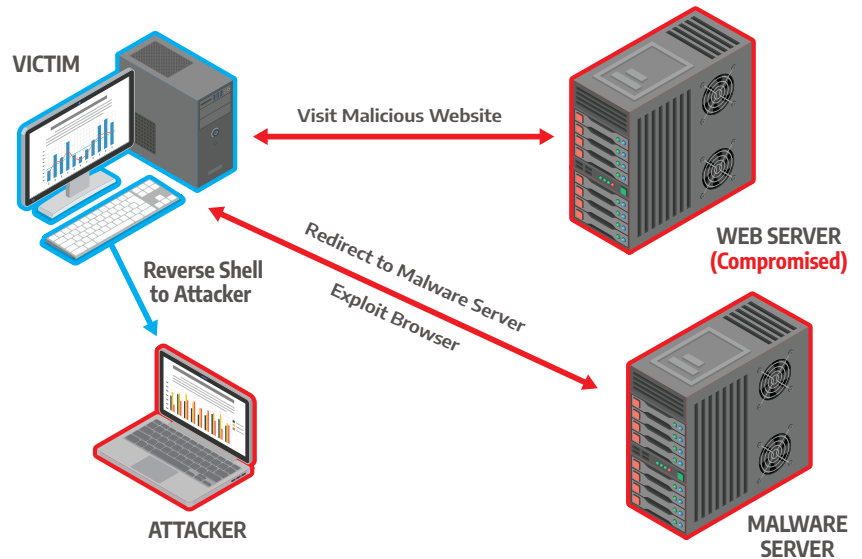 VICTIM
Visit Malicious Website
WEB SERVER
(Compromised)
Redirect to Malware Server
Exploit Browser
Reverse Shell
to Attacker
ATTACKER
MALWARE
SERVER